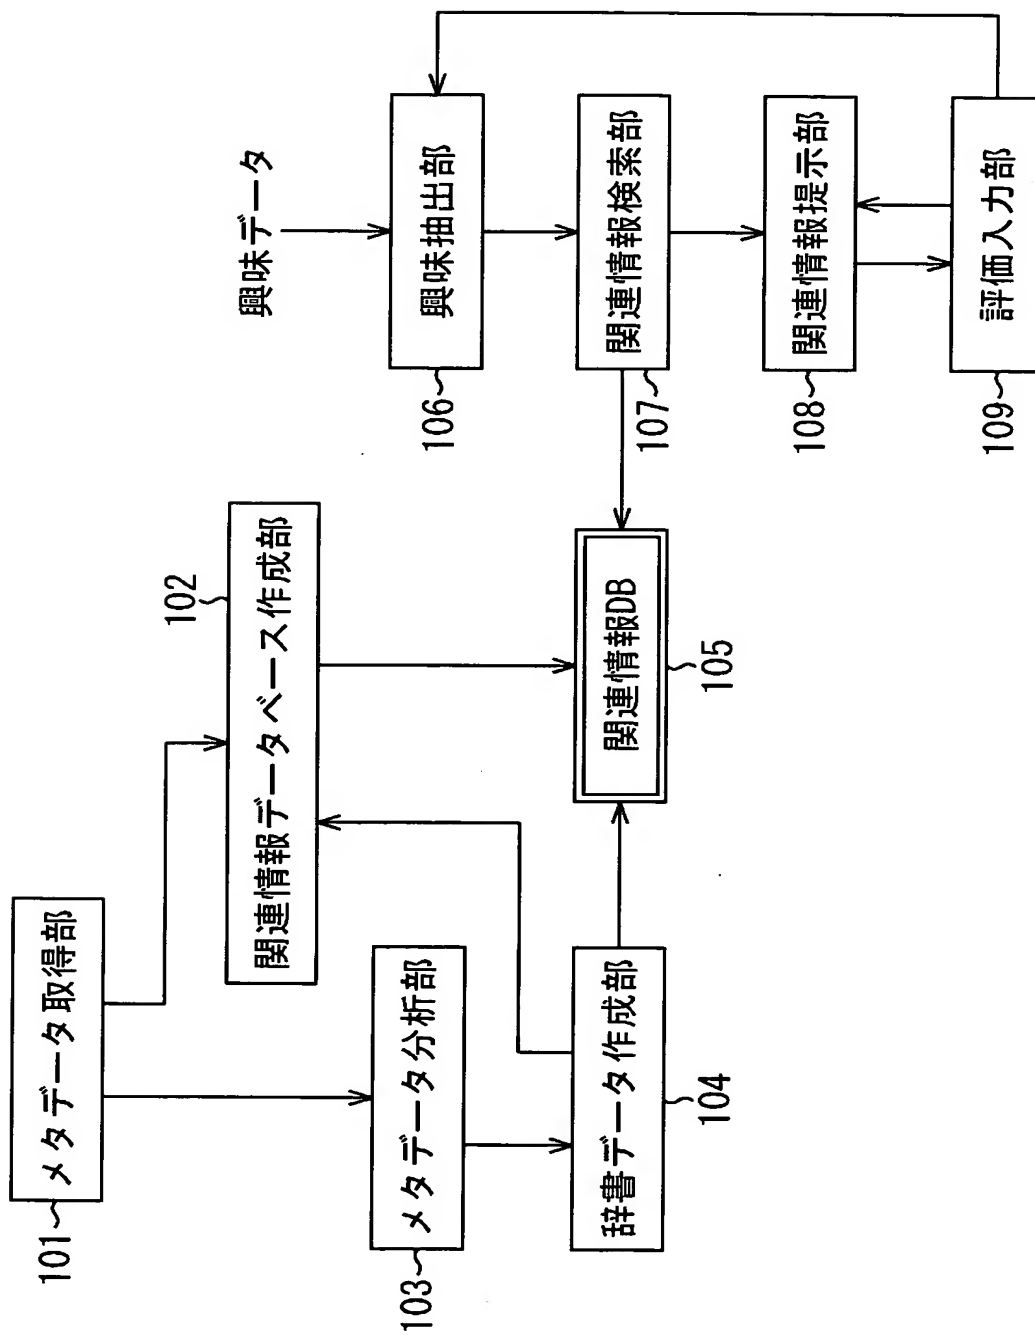 101
メタデータ取得部
102
関連情報データベース作成部
103
メタデータ分析部
104
辞書データ作成部
105
関連情報DB
興味データ
106
興味抽出部
107
関連情報検索部
108
関連情報提示部
109
評価入力部